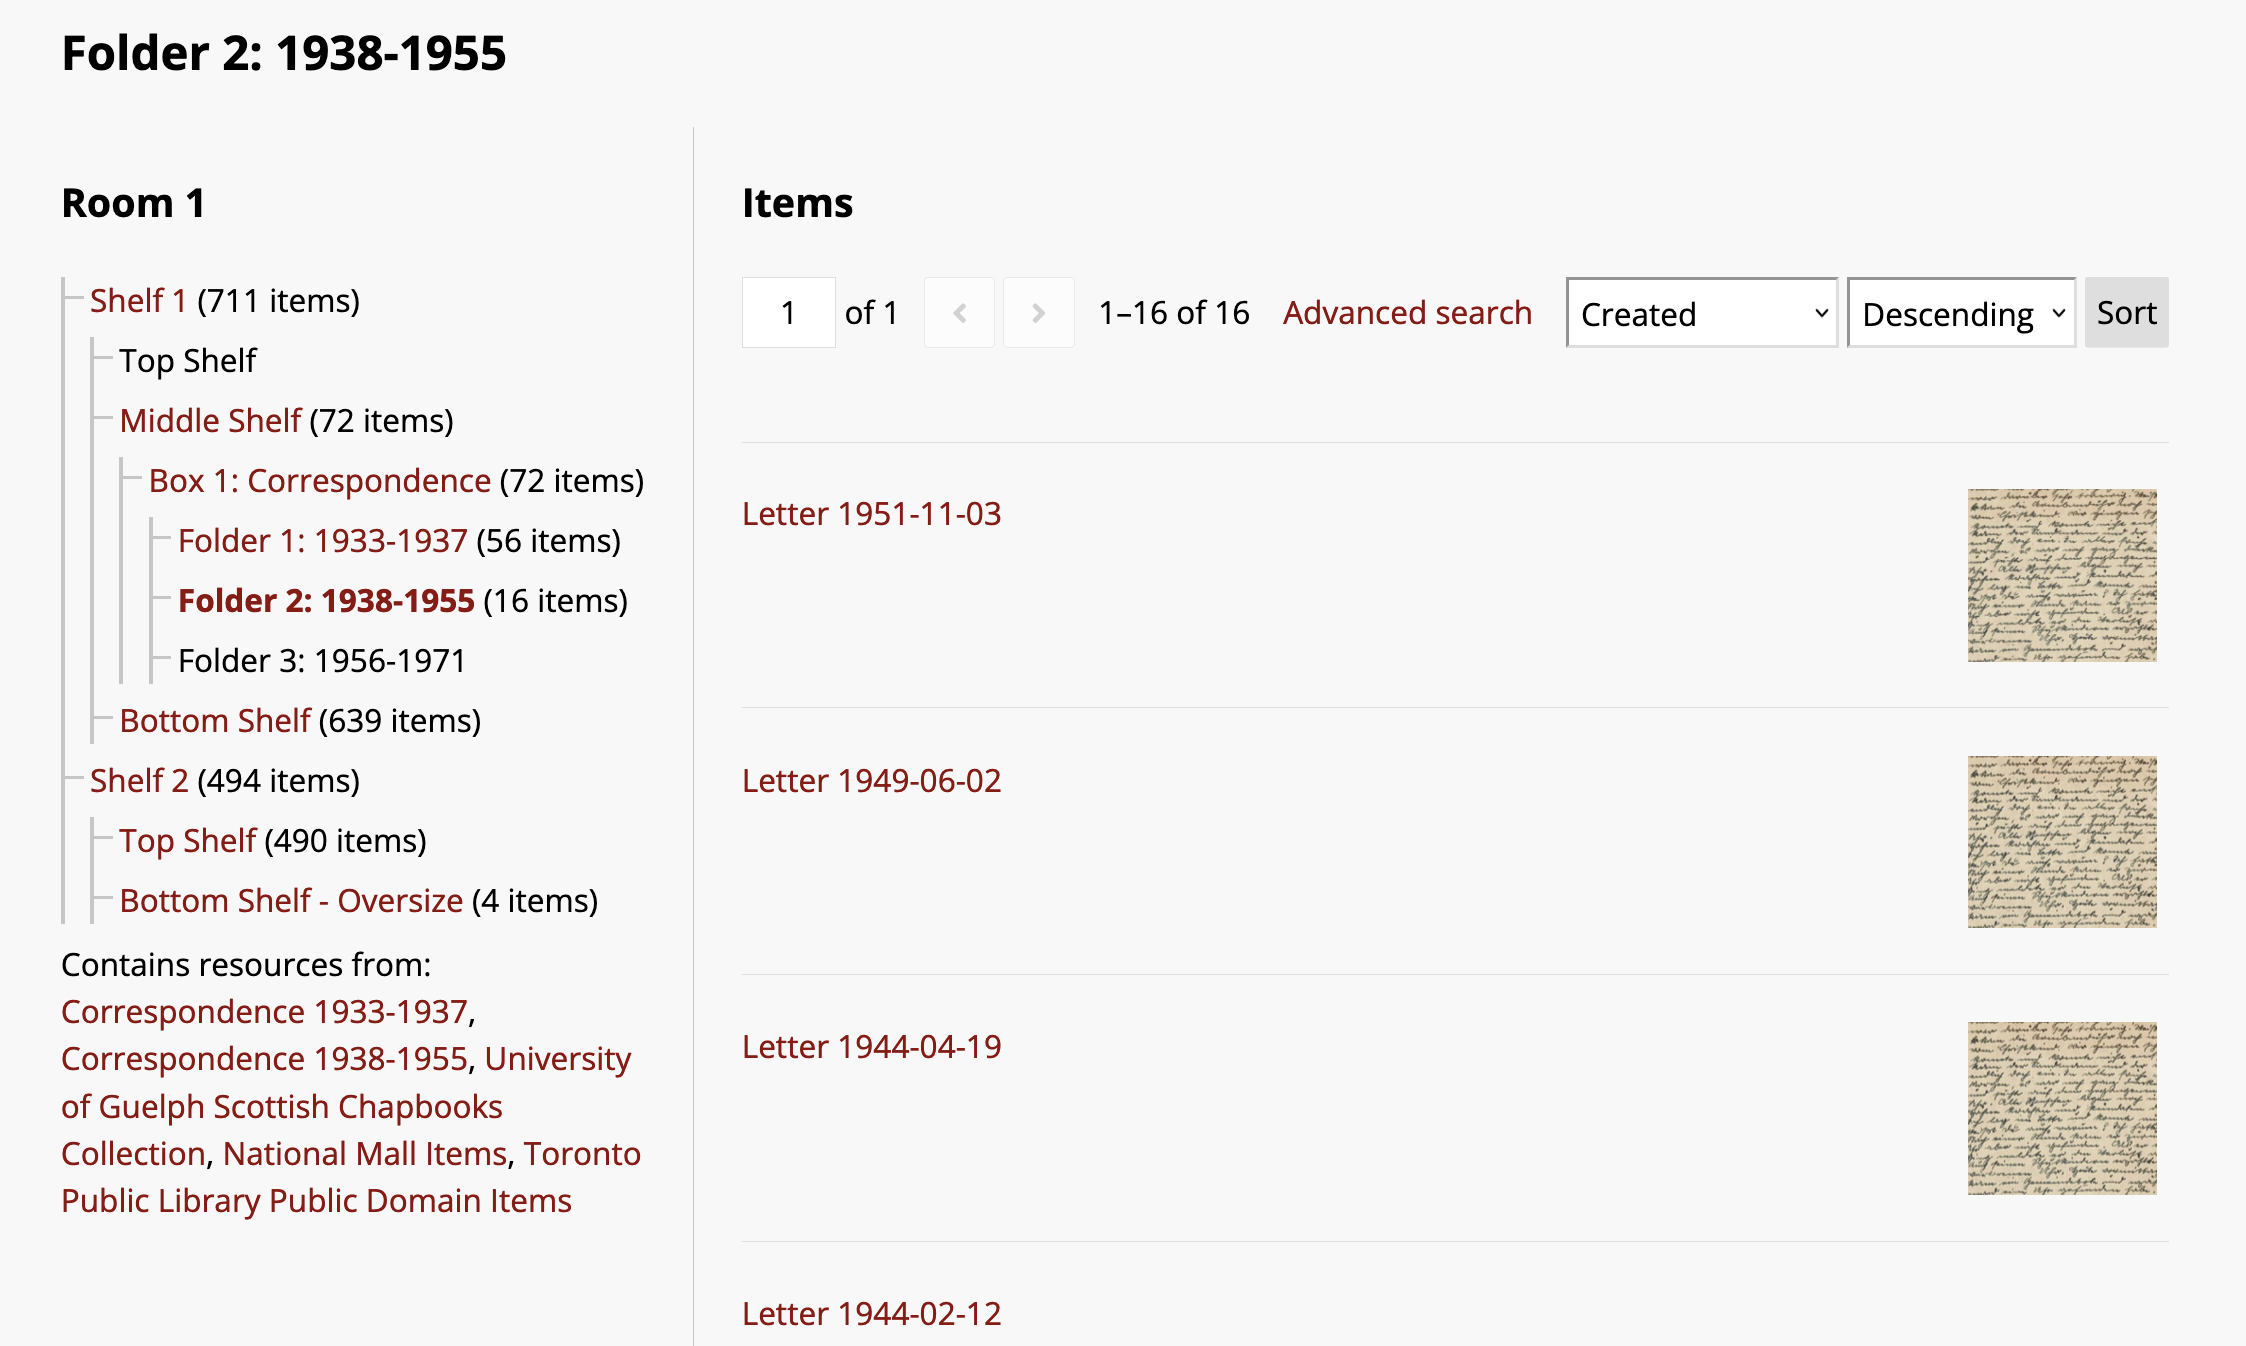 Folder 2: 1938-1955
Room 1
Shelf 1 (711 items)
Top Shelf
Middle Shelf (72 items)
Box 1: Correspondence (72 items)
Folder 1: 1933-1937 (56 items)
Folder 2: 1938-1955 (16 items)
Folder 3: 1956-1971
Bottom Shelf (639 items)
Shelf 2 (494 items)
Top Shelf (490 items)
Bottom Shelf - Oversize (4 items)
Contains resources from:
Correspondence 1933-1937,
Correspondence 1938-1955, University
of Guelph Scottish Chapbooks
Collection, National Mall Items, Toronto
Public Library Public Domain Items
Items
1 of 1 1–16 of 16 Advanced search Created Descending Sort
Letter 1951-11-03
Letter 1949-06-02
Letter 1944-04-19
Letter 1944-02-12